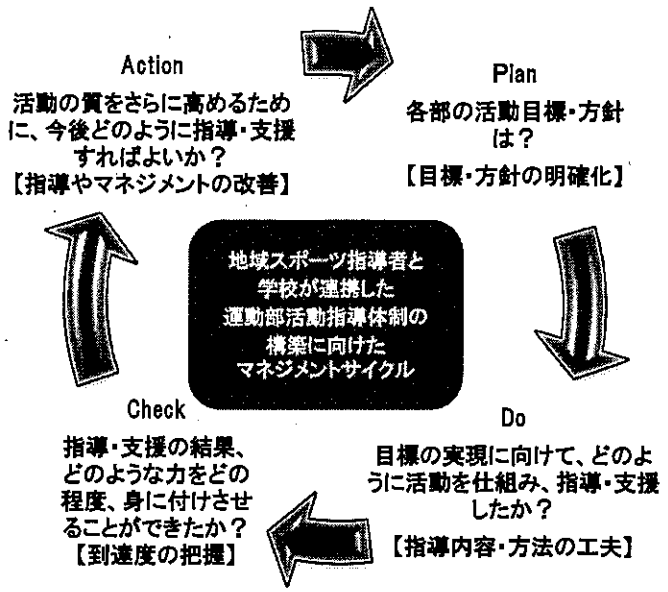 Action
活動の質をさらに高めるため
に、今後どのように指導・支援
すればよいか？
【指導やマネジメントの改善】
Plan
各部の活動目標・方針
は？
【目標・方針の明確化】
地域スポーツ指導者と
学校が連携した
運動部活動指導体制の
構築に向けた
マネジメントサイクル
Check
指導・支援の結果、
どのような力をどの
程度、身に付けさせ
ることができたか？
【到達度の把握】
Do
目標の実現に向けて、どのよ
うに活動を仕組み、指導・支援
したか？
【指導内容・方法の工夫】